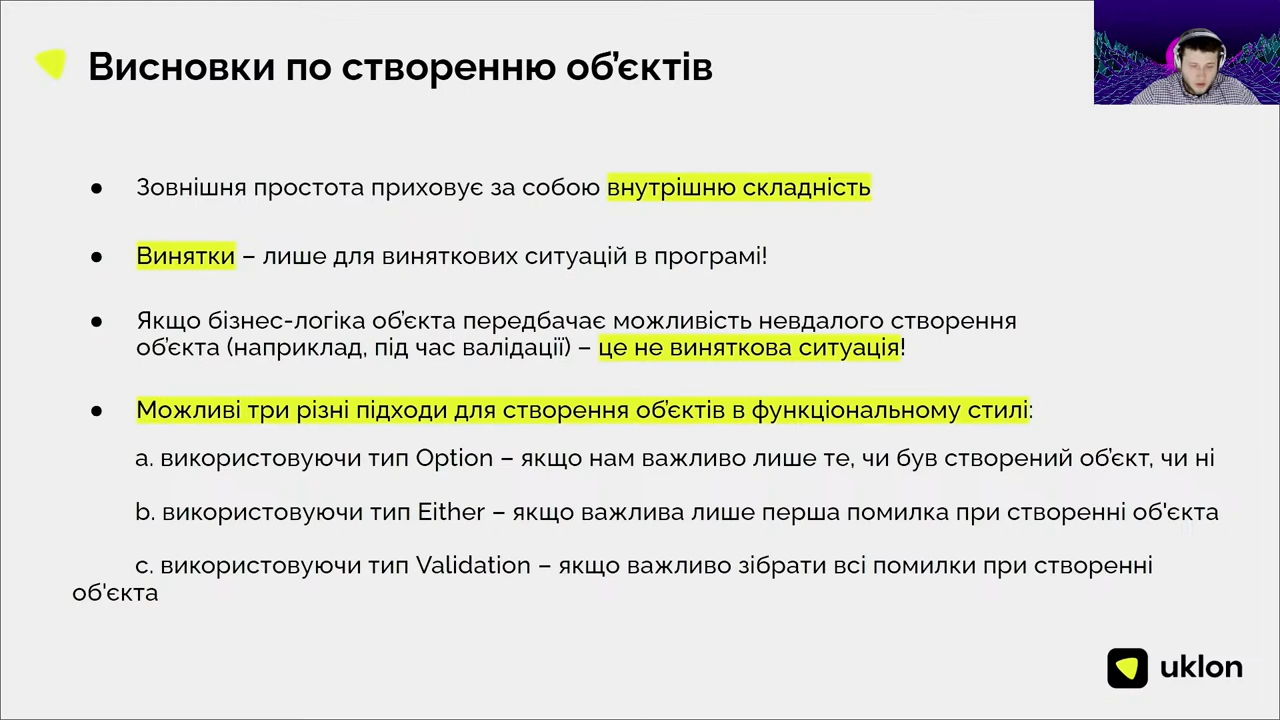 Висновки по створенню об’єктів
● Зовнішня простота приховує за собою внутрішню складність
● Винятки – лише для виняткових ситуацій в програмі!
● Якщо бізнес-логіка об’єкта передбачає можливість невдалого створення
об’єкта (наприклад, під час валідації) – це не виняткова ситуація!
● Можливі три різні підходи для створення об’єктів в функціональному стилі:
a. використовуючи тип Option – якщо нам важливо лише те, чи був створений об’єкт, чи ні
b. використовуючи тип Either – якщо важлива лише перша помилка при створенні об'єкта
c. використовуючи тип Validation – якщо важливо зібрати всі помилки при створенні
об'єкта
uklon